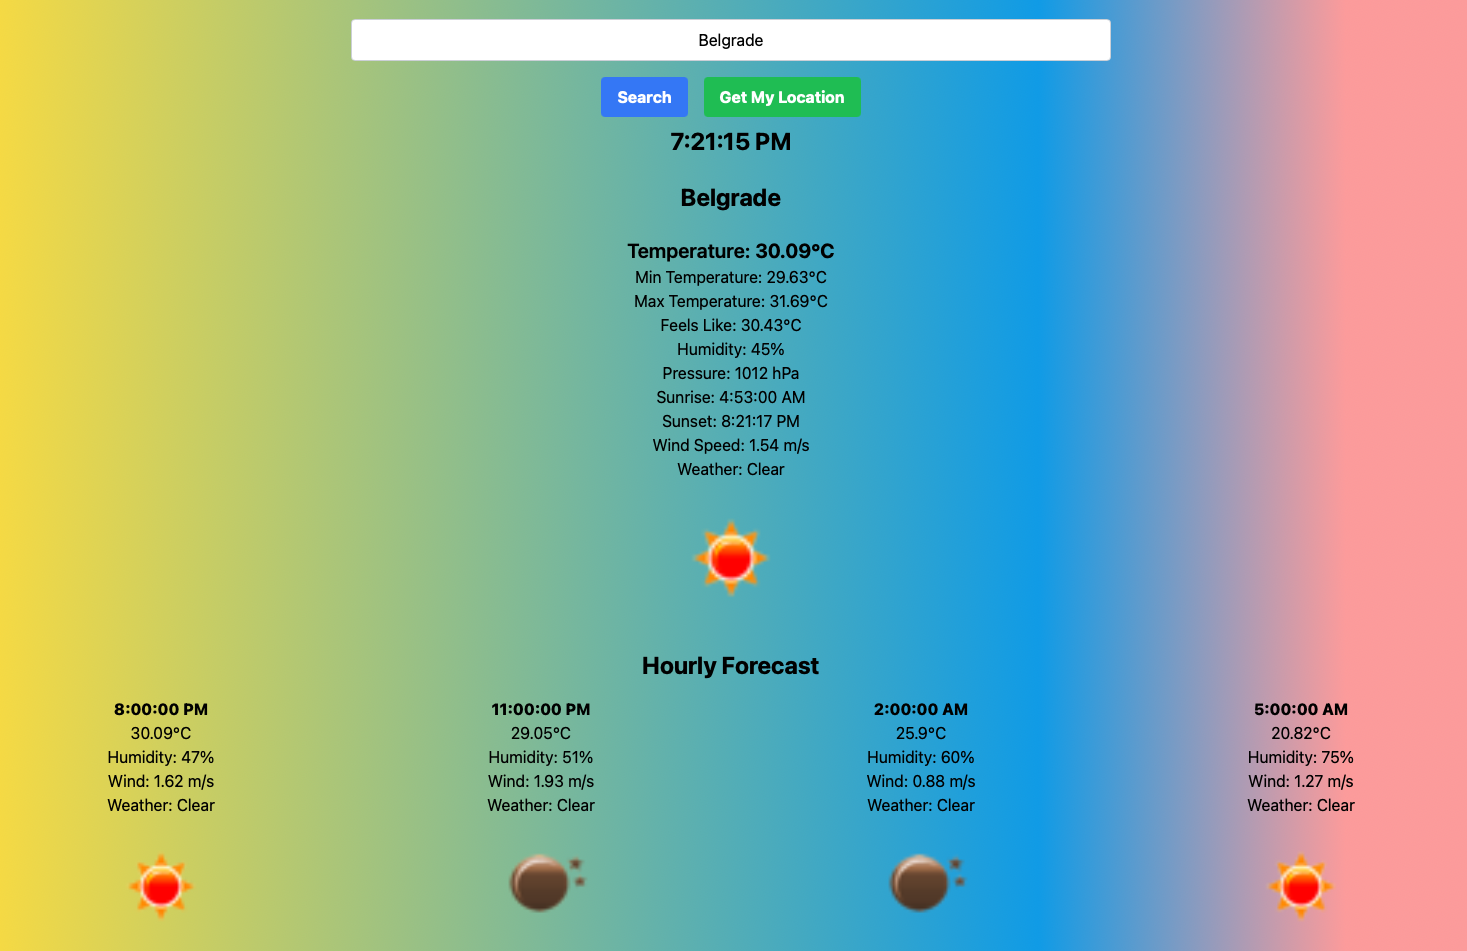 Belgrade
Search
Get My Location
7:21:15 PM
Belgrade
Temperature: 30.09°C
Min Temperature: 29.63°C
Max Temperature: 31.69°C
Feels Like: 30.43°C
Humidity: 45%
Pressure: 1012 hPa
Sunrise: 4:53:00 AM
Sunset: 8:21:17 PM
Wind Speed: 1.54 m/s
Weather: Clear
Hourly Forecast
8:00:00 PM
30.09°C
Humidity: 47%
Wind: 1.62 m/s
Weather: Clear
11:00:00 PM
29.05°C
Humidity: 51%
Wind: 1.93 m/s
Weather: Clear
2:00:00 AM
25.9°C
Humidity: 60%
Wind: 0.88 m/s
Weather: Clear
5:00:00 AM
20.82°C
Humidity: 75%
Wind: 1.27 m/s
Weather: Clear